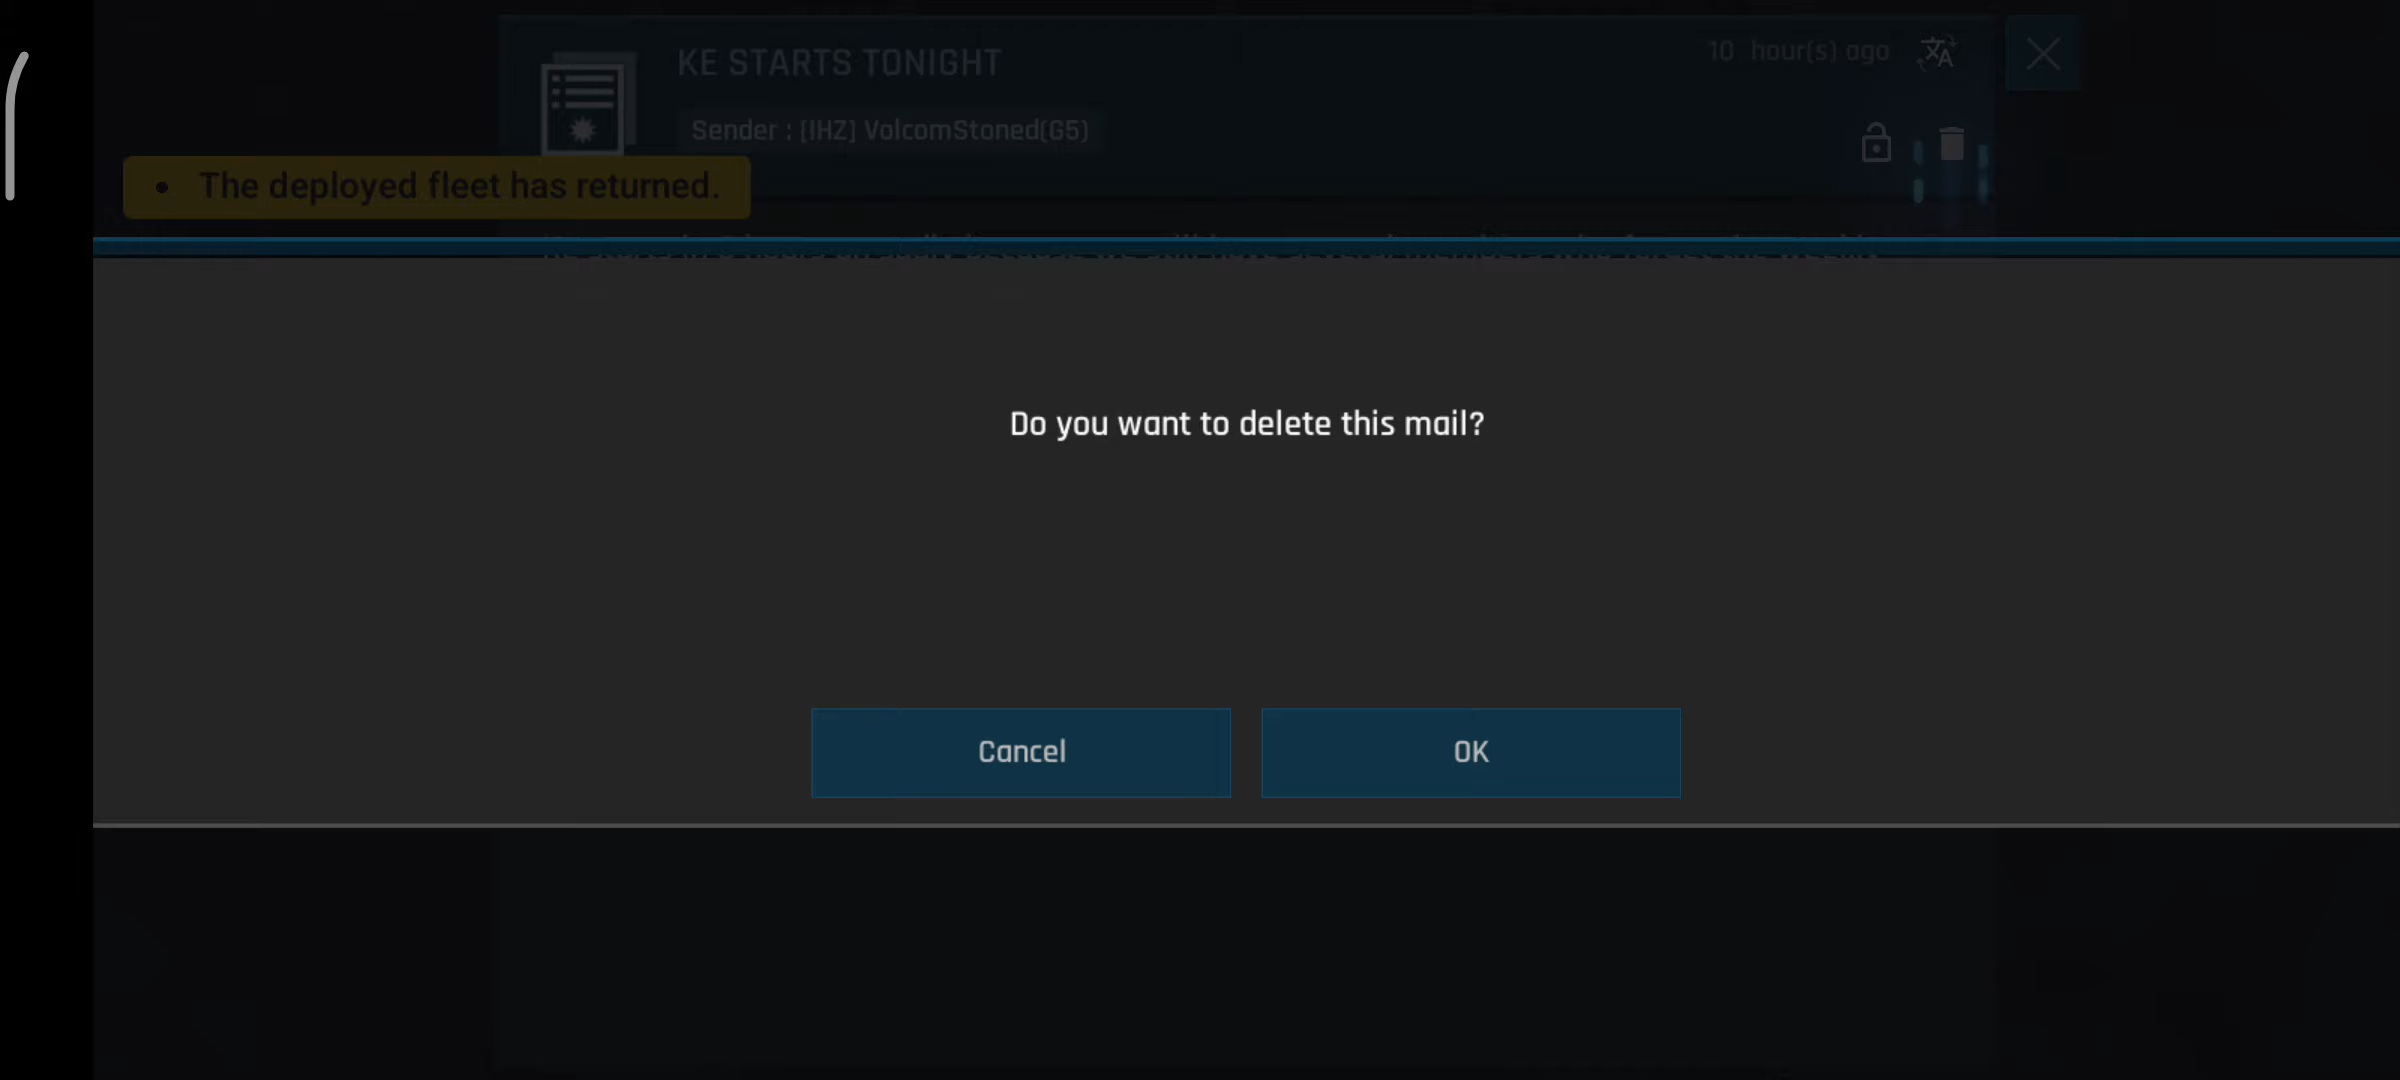 KE STARTS TONIGHT
10 hour(s) ago
Sender : [IHZ] VolcomStoned(G5)
• The deployed fleet has returned.
Do you want to delete this mail?
Cancel
OK